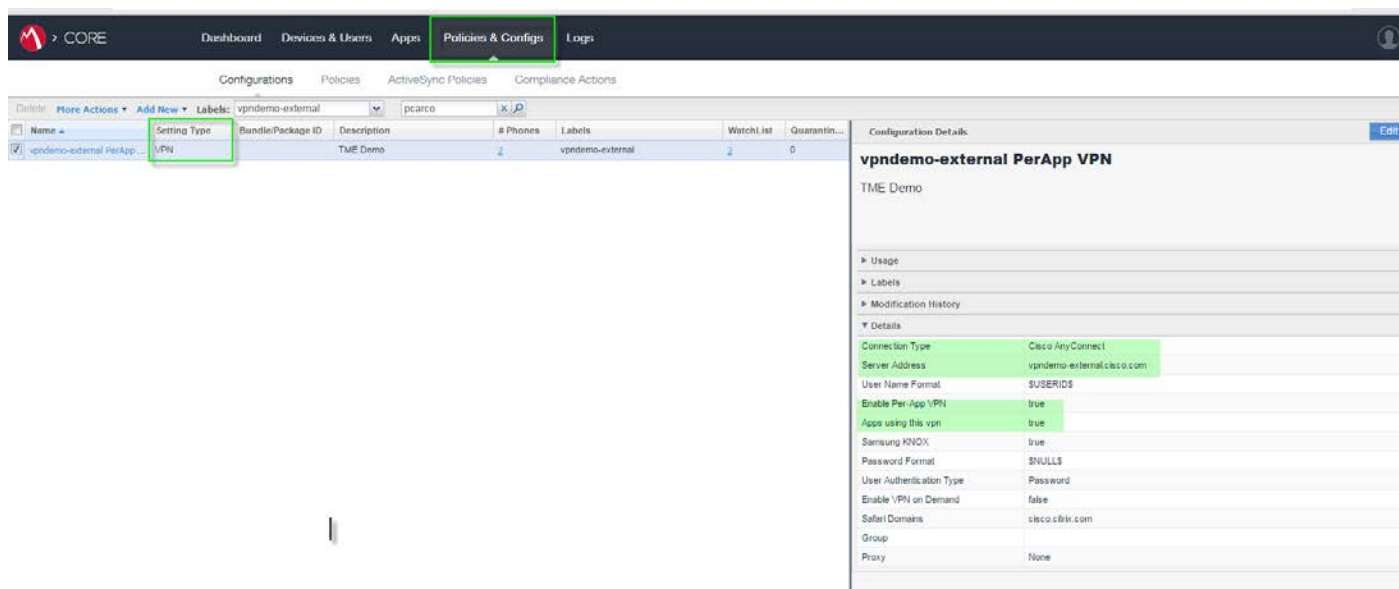 > CORE
Dashboard Devices & Users Apps Policies & Configs Logs
Configurations Policies ActiveSync Policies Compliance Actions
Delete More Actions Add New Labels: vpndemo-external pcarco
Name Setting Type Bundle/Package ID Description # Phones Labels WatchList Quarantin...
vpndemo-external PerApp ... VPN TME Demo 2 vpndemo-external 2 0
Configuration Details Edit
vpndemo-external PerApp VPN
TME Demo
Usage
Labels
Modification History
Details
Connection Type Cisco AnyConnect
Server Address vpndemo-external.cisco.com
User Name Format $USERID$
Enable Per-App VPN true
Apps using this vpn true
Samsung KNOX true
Password Format $NULL$
User Authentication Type Password
Enable VPN on Demand false
Safari Domains cisco.citrix.com
Group
Proxy None